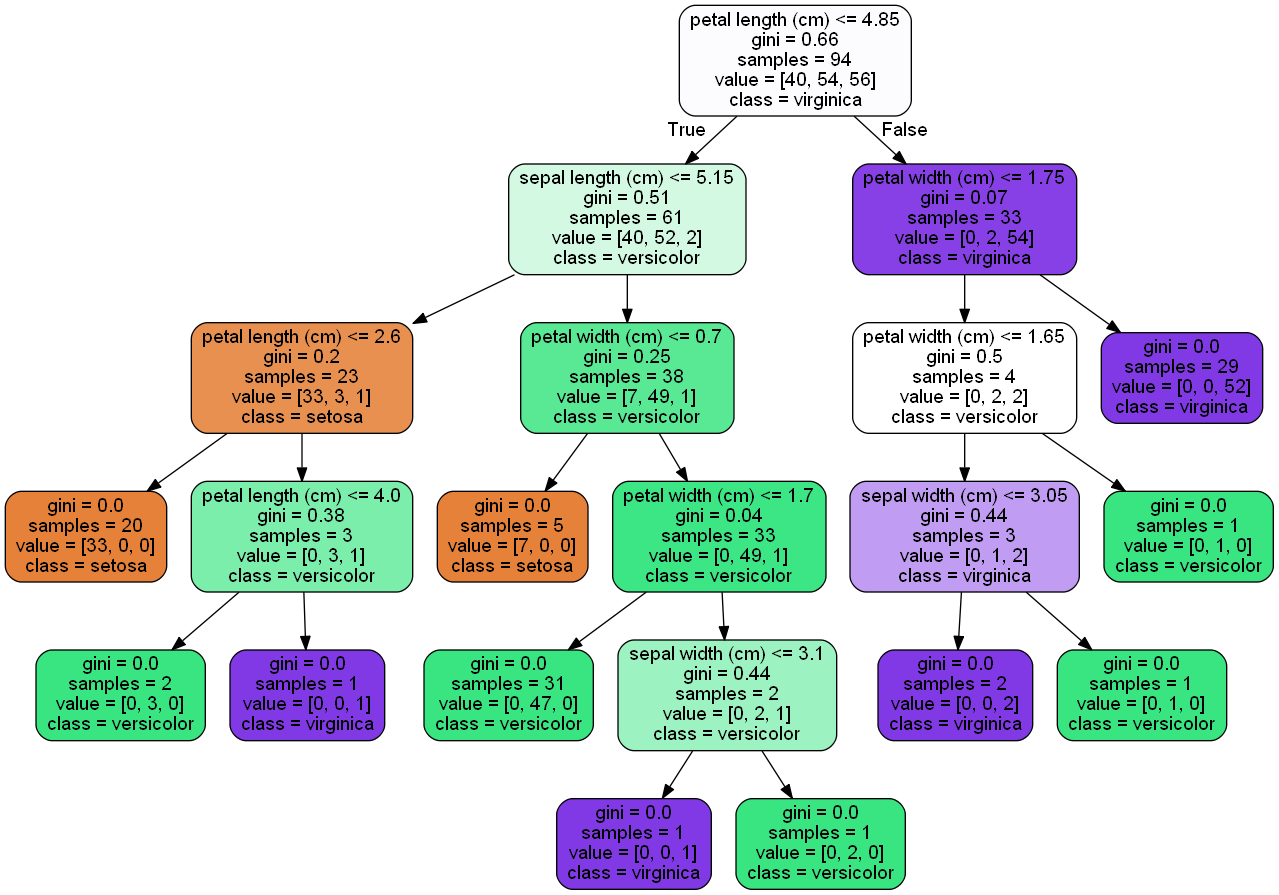 petal length (cm) <= 4.85
gini = 0.66
samples = 94
value = [40, 54, 56]
class = virginica
True
False
sepal length (cm) <= 5.15
gini = 0.51
samples = 61
value = [40, 52, 2]
class = versicolor
petal width (cm) <= 1.75
gini = 0.07
samples = 33
value = [0, 2, 54]
class = virginica
petal length (cm) <= 2.6
gini = 0.2
samples = 23
value = [33, 3, 1]
class = setosa
petal width (cm) <= 0.7
gini = 0.25
samples = 38
value = [7, 49, 1]
class = versicolor
petal width (cm) <= 1.65
gini = 0.5
samples = 4
value = [0, 2, 2]
class = versicolor
gini = 0.0
samples = 29
value = [0, 0, 52]
class = virginica
gini = 0.0
samples = 20
value = [33, 0, 0]
class = setosa
petal length (cm) <= 4.0
gini = 0.38
samples = 3
value = [0, 3, 1]
class = versicolor
gini = 0.0
samples = 5
value = [7, 0, 0]
class = setosa
petal width (cm) <= 1.7
gini = 0.04
samples = 33
value = [0, 49, 1]
class = versicolor
sepal width (cm) <= 3.05
gini = 0.44
samples = 3
value = [0, 1, 2]
class = virginica
gini = 0.0
samples = 1
value = [0, 1, 0]
class = versicolor
gini = 0.0
samples = 2
value = [0, 3, 0]
class = versicolor
gini = 0.0
samples = 1
value = [0, 0, 1]
class = virginica
gini = 0.0
samples = 31
value = [0, 47, 0]
class = versicolor
sepal width (cm) <= 3.1
gini = 0.44
samples = 2
value = [0, 2, 1]
class = versicolor
gini = 0.0
samples = 2
value = [0, 0, 2]
class = virginica
gini = 0.0
samples = 1
value = [0, 1, 0]
class = versicolor
gini = 0.0
samples = 1
value = [0, 0, 1]
class = virginica
gini = 0.0
samples = 1
value = [0, 2, 0]
class = versicolor